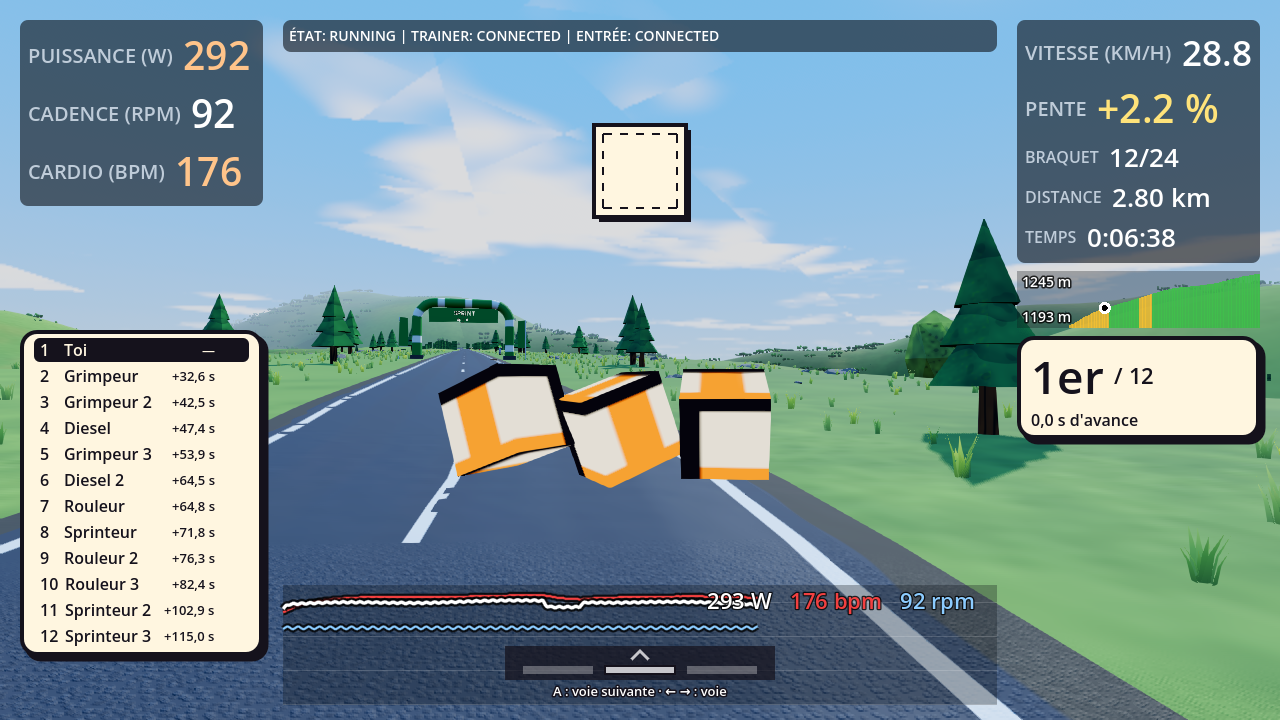 PUISSANCE (W) 292
CADENCE (RPM) 92
CARDIO (BPM) 176
ÉTAT: RUNNING | TRAINER: CONNECTED | ENTRÉE: CONNECTED
VITESSE (KM/H) 28.8
PENTE +2.2 %
BRAQUET 12/24
DISTANCE 2.80 km
TEMPS 0:06:38
1245 m
1193 m
SPRINT
1 Toi —
2 Grimpeur +32,6 s
3 Grimpeur 2 +42,5 s
4 Diesel +47,4 s
5 Grimpeur 3 +53,9 s
6 Diesel 2 +64,5 s
7 Rouleur +64,8 s
8 Sprinteur +71,8 s
9 Rouleur 2 +76,3 s
10 Rouleur 3 +82,4 s
11 Sprinteur 2 +102,9 s
12 Sprinteur 3 +115,0 s
1er / 12
0,0 s d'avance
293 W 176 bpm 92 rpm
A : voie suivante · ← → : voie